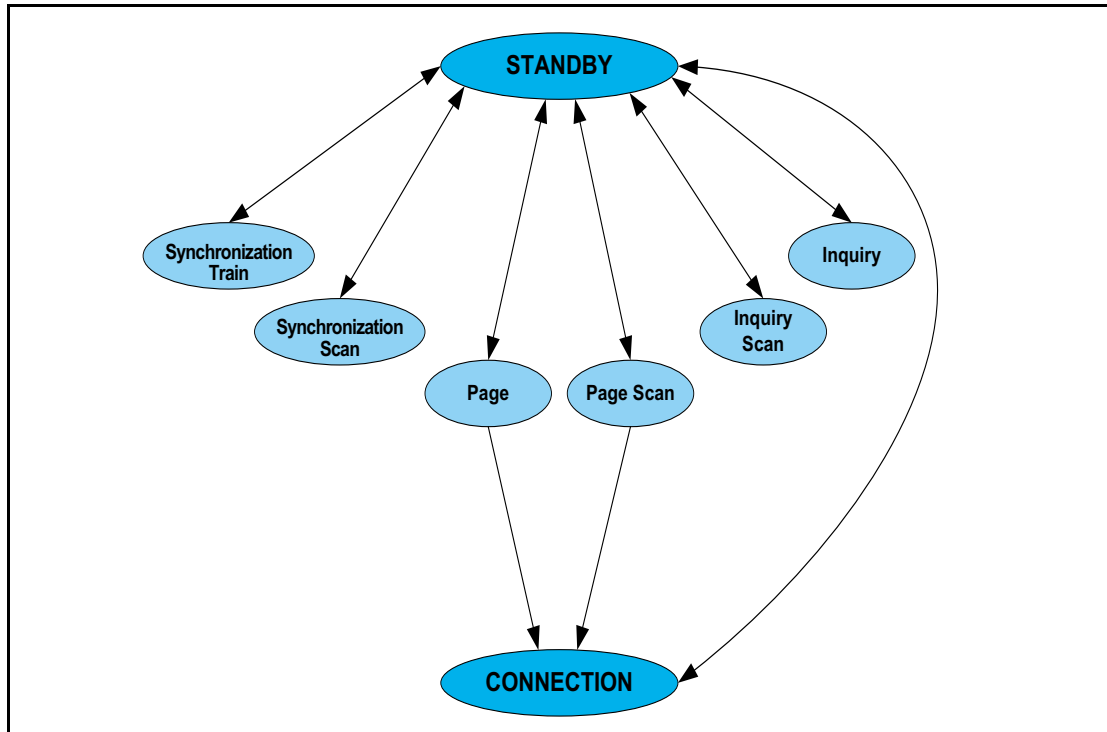 STANDBY
Synchronization
Train
Inquiry
Synchronization
Scan
Inquiry
Scan
Page
Page Scan
CONNECTION